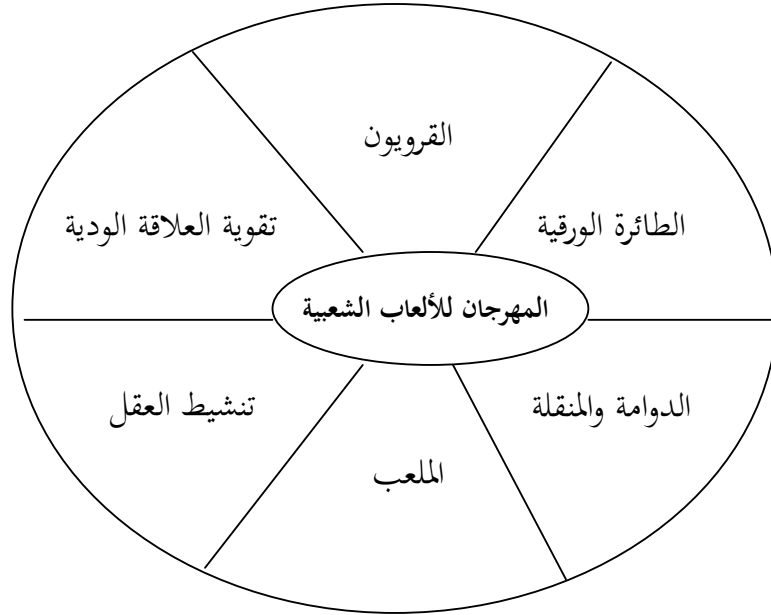 القرويون
الطائرة الورقية
تقوية العلاقة الودية
المهرجان للألعاب الشعبية
الدوامة والمنقلة
تنشيط العقل
الملعب